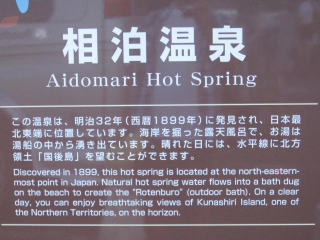 相泊温泉
Aidomari Hot Spring
この温泉は、明治32年（西暦1899年）に発見され、日本最
北東端に位置しています。海岸を掘った露天風呂で、お湯は
湯船の中から湧き出ています。晴れた日には、水平線に北方
領土「国後島」を望むことができます。
Discovered in 1899, this hot spring is located at the north-eastern-
most point in Japan. Natural hot spring water flows into a bath dug
on the beach to create the "Rotenburo" (outdoor bath). On a clear
day, you can enjoy breathtaking views of Kunashiri Island, one of
the Northern Territories, on the horizon.